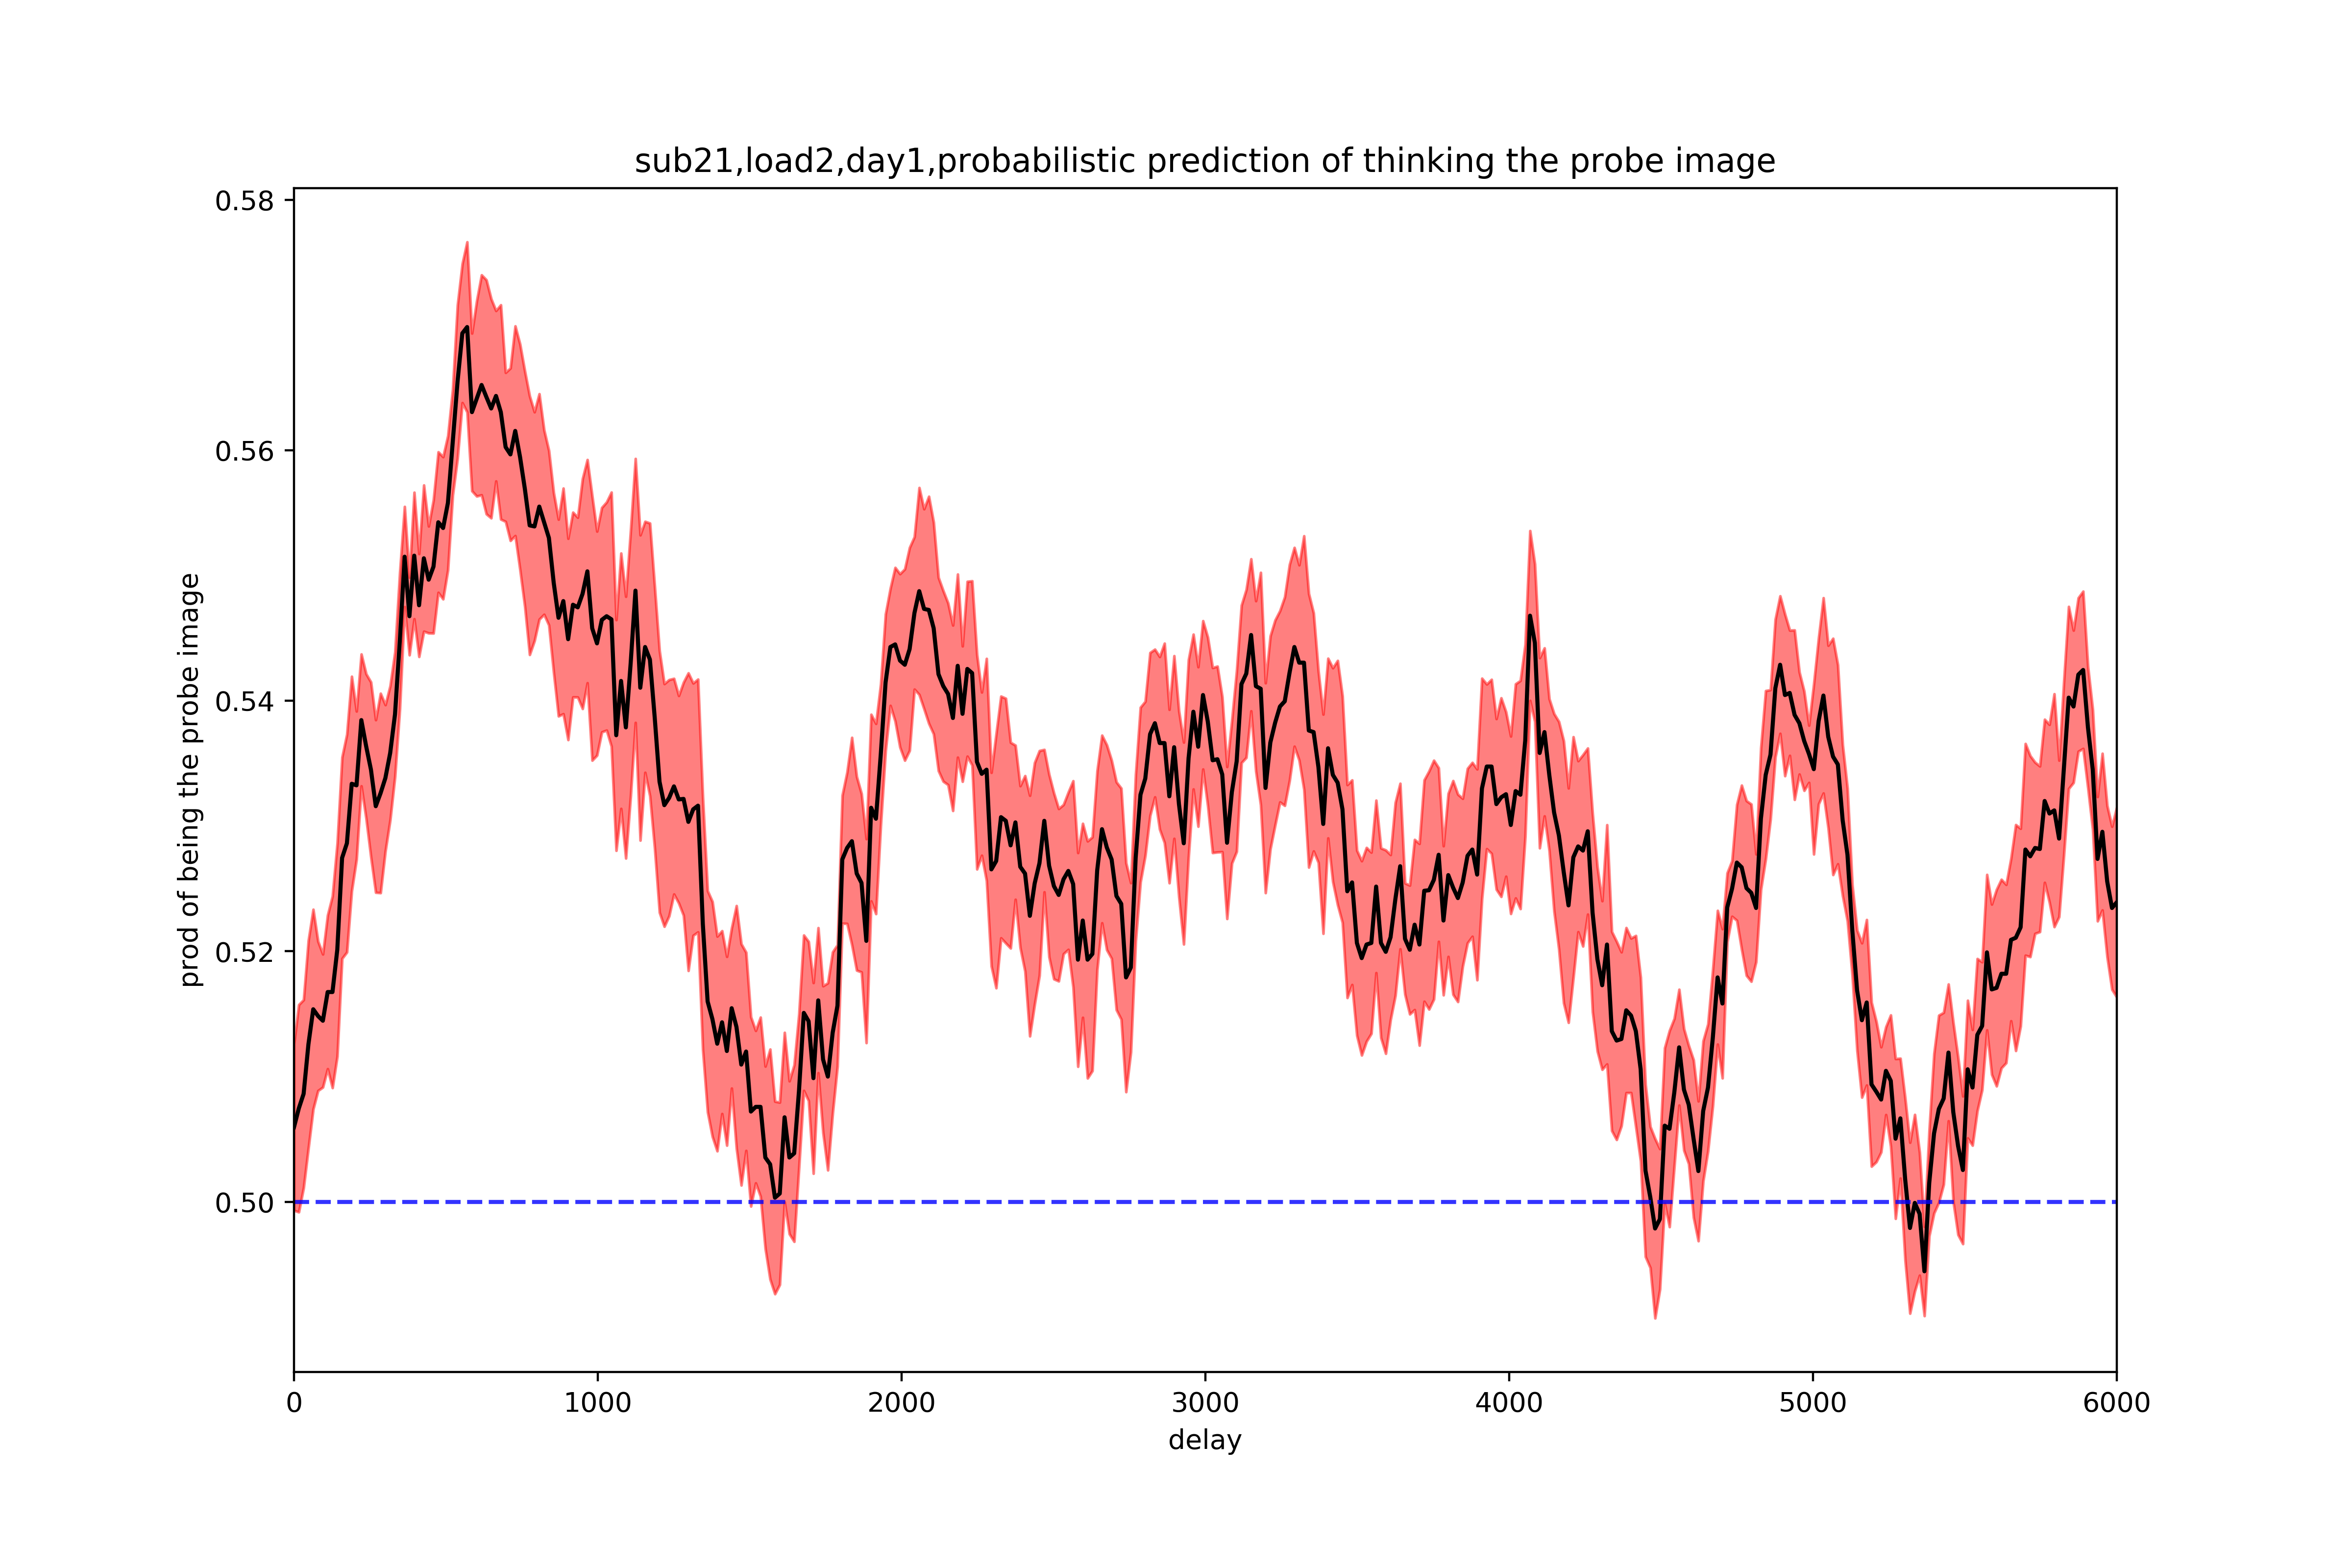 sub21,load2,day1,probabilistic prediction of thinking the probe image
prod of being the probe image
0.58
0.56
0.54
0.52
0.50
0 1000 2000 3000 4000 5000 6000
delay